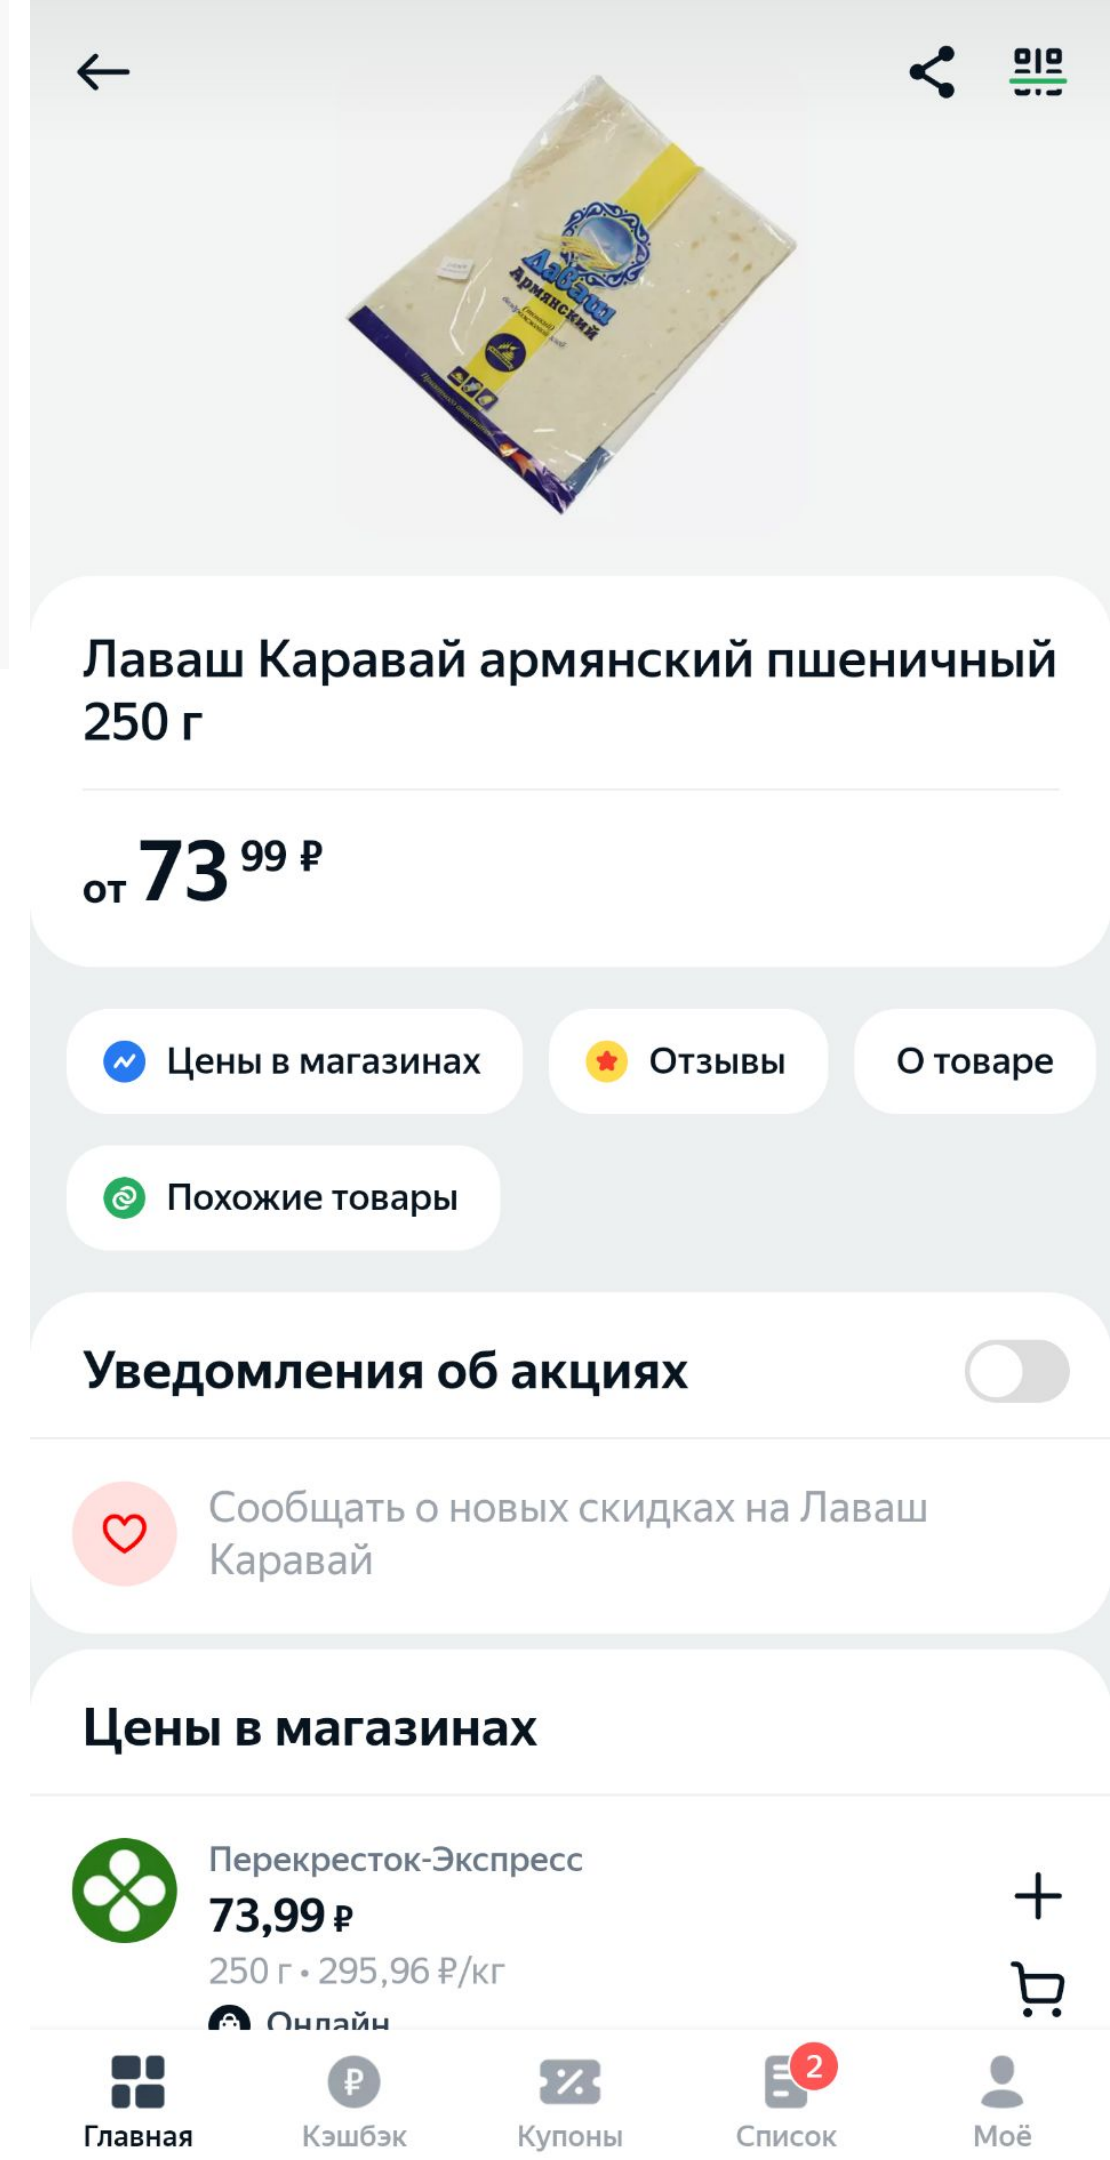 Лаваш
Армянский
(тонкий)
Лаваш Каравай армянский пшеничный
250 г
от 73 99 ₽
Цены в магазинах
Отзывы
О товаре
Похожие товары
Уведомления об акциях
Сообщать о новых скидках на Лаваш
Каравай
Цены в магазинах
Перекресток-Экспресс
73,99 ₽
250 г • 295,96 ₽/кг
Онлайн
2
Главная
Кэшбэк
Купоны
Список
Моё